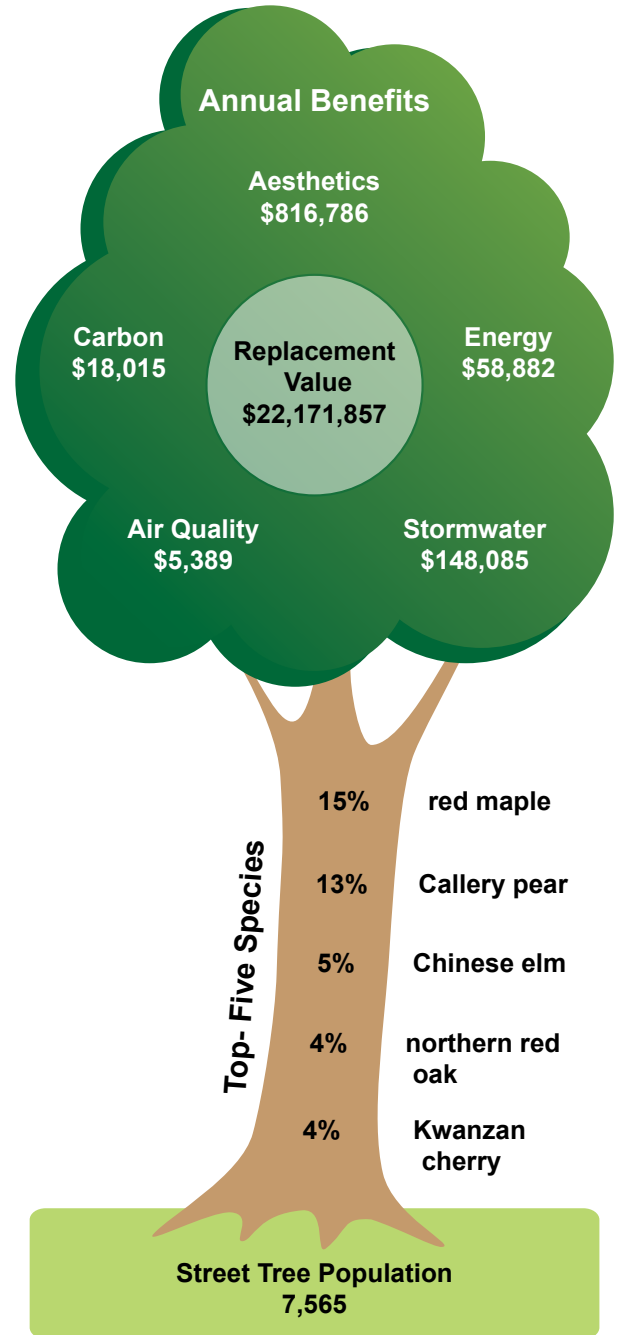 Annual Benefits
Aesthetics
$816,786
Carbon
$18,015
Replacement
Value
$22,171,857
Energy
$58,882
Air Quality
$5,389
Stormwater
$148,085
Top- Five Species
15% red maple
13% Callery pear
5% Chinese elm
4% northern red
oak
4% Kwanzan
cherry
Street Tree Population
7,565